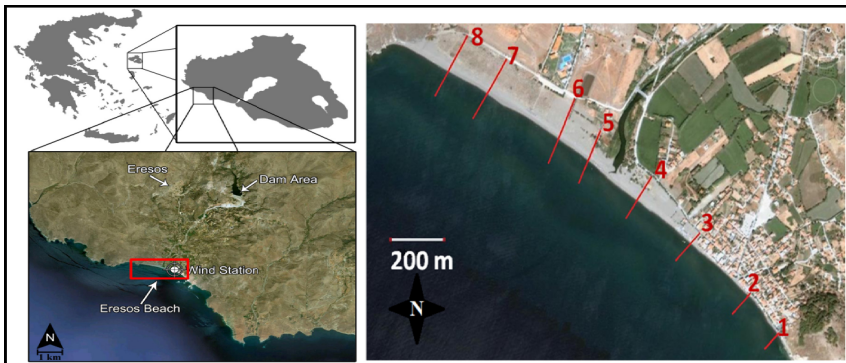 Eresos
Dam Area
Wind Station
Eresos Beach
N
1 km
8
7
6
5
4
3
2
1
200 m
N